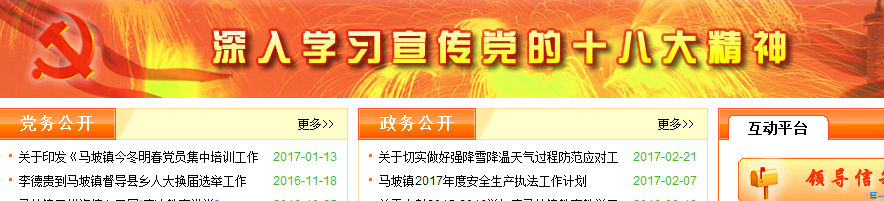 深入学习宣传党的十八大精神
党务公开
更多>>
关于印发《马坡镇今冬明春党员集中培训工作 2017-01-13
李德贵到马坡镇督导县乡人大换届选举工作 2016-11-18
政务公开
更多>>
关于切实做好强降雪降温天气过程防范应对工 2017-02-21
马坡镇2017年度安全生产执法工作计划 2017-02-07
互动平台
领导信